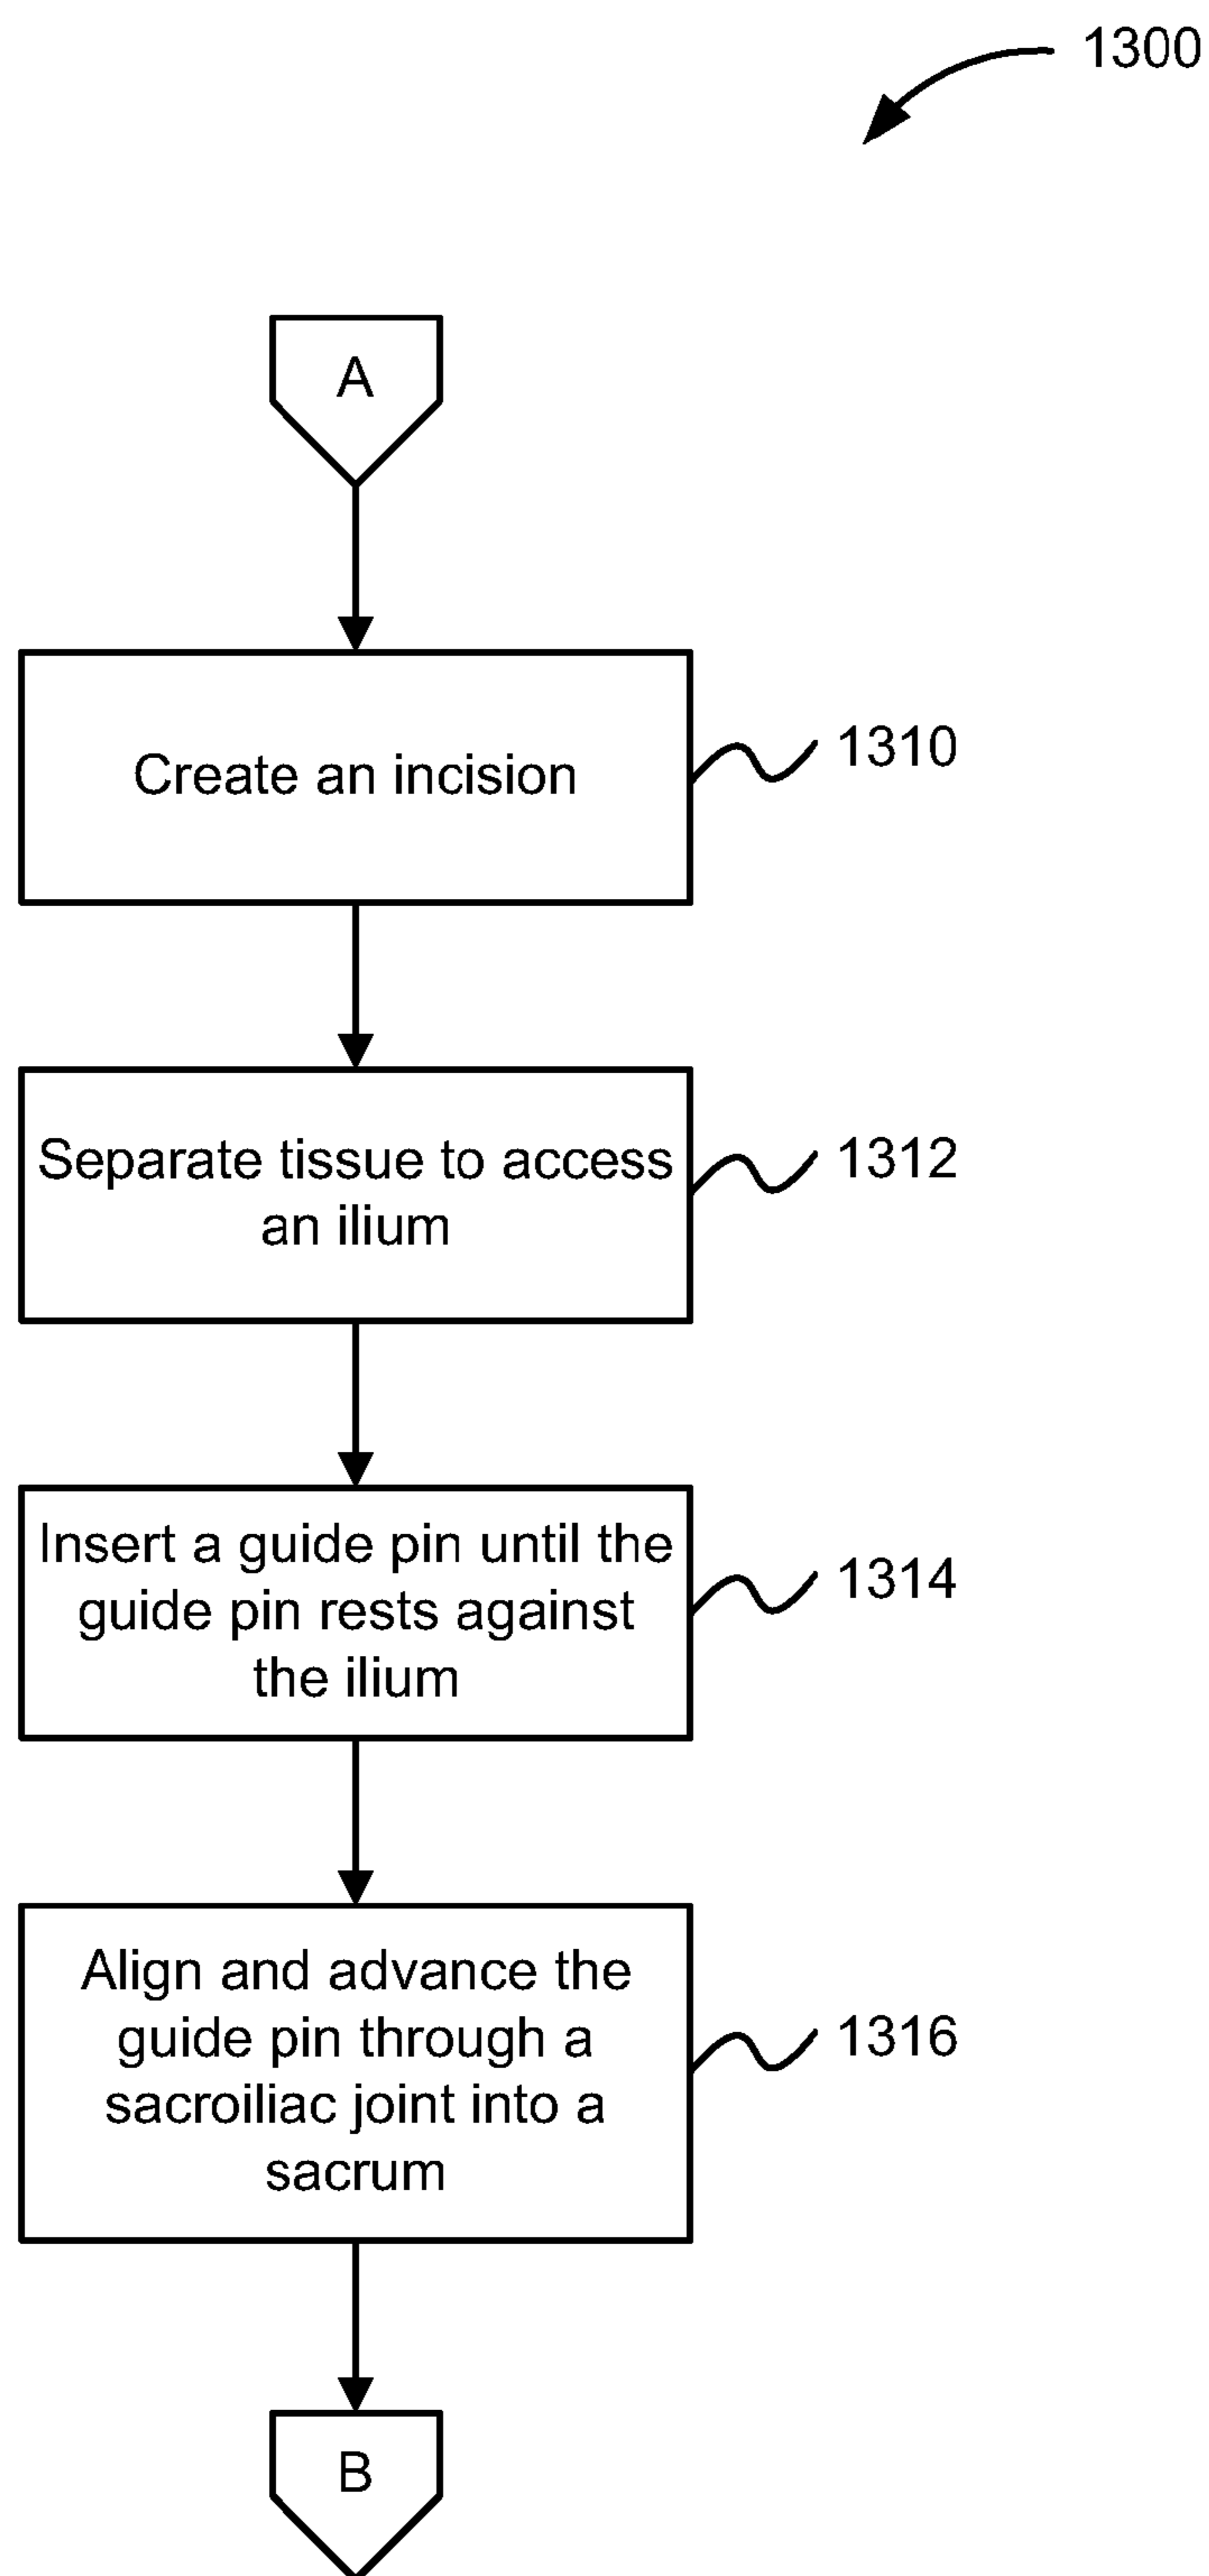 1300
A
Create an incision
1310
Separate tissue to access
an ilium
1312
Insert a guide pin until the
guide pin rests against
the ilium
1314
Align and advance the
guide pin through a
sacroiliac joint into a
sacrum
1316
B